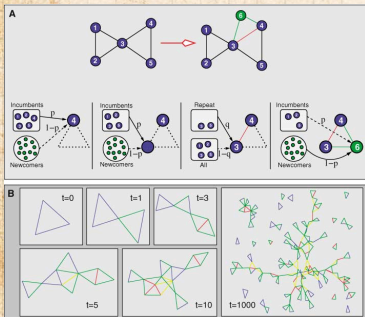 A
1
2
3
4
5
1
2
3
4
5
6
Incumbents
p
4
1-p
Newcomers
Incumbents
p
1-p
Newcomers
Repeat
q
3
1-q
All
Incumbents
p
4
3
6
1-p
Newcomers
B
t=0
t=1
t=3
t=5
t=10
t=1000